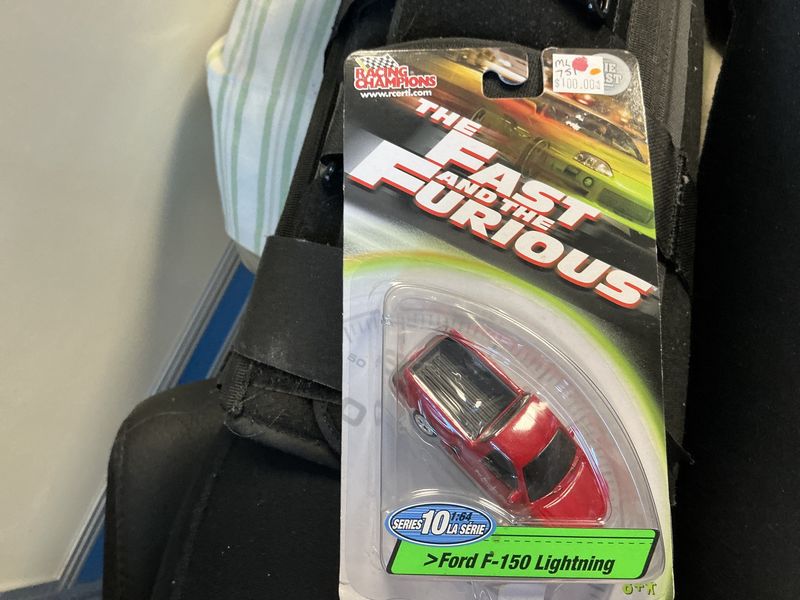 RACING
CHAMPIONS
www.rcertl.com
ML
751
$100.00
THE
FAST
AND THE
FURIOUS
SERIES 10 1:64 LA SÉRIE
>Ford F-150 Lightning